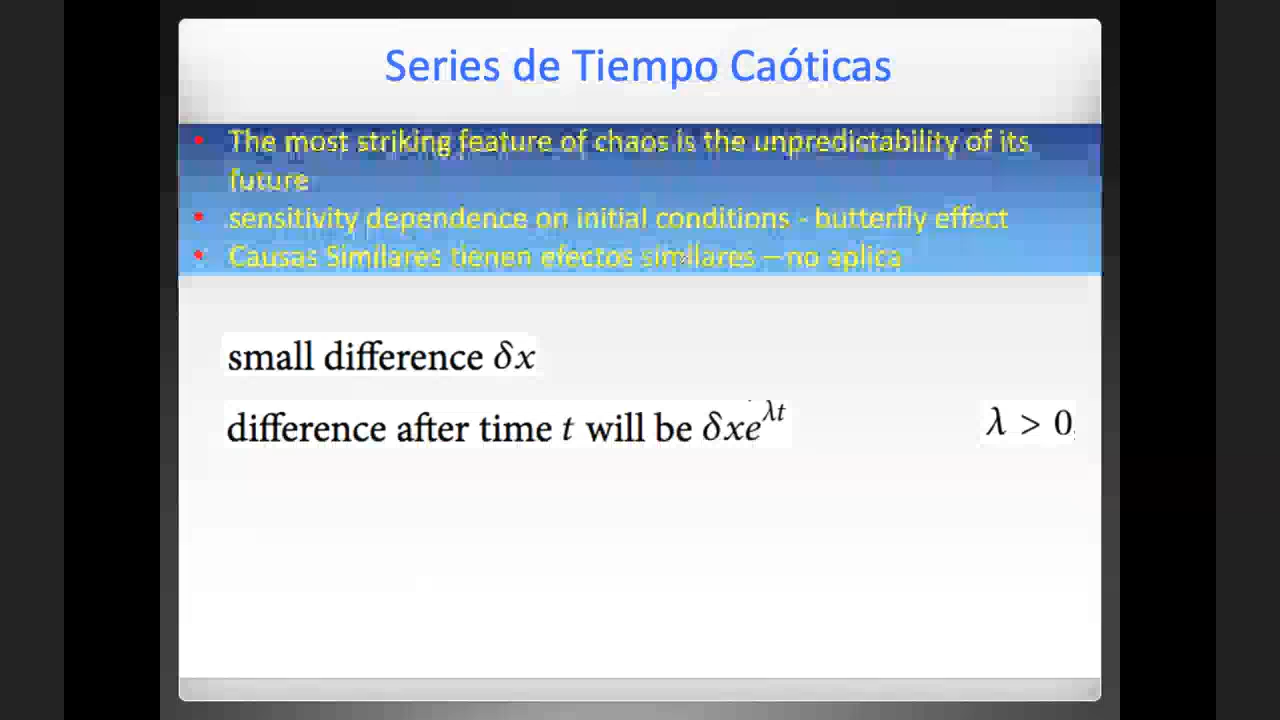 Series de Tiempo Caóticas
• The most striking feature of chaos is the unpredictability of its
future
• sensitivity dependence on initial conditions - butterfly effect
• Causas Similares tienen efectos similares – no aplica
small difference δx
difference after time t will be δxe^{λt} λ > 0.